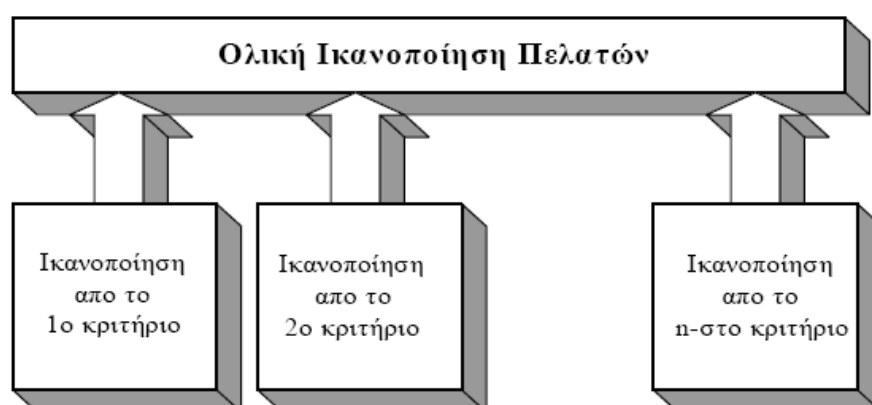 Ολική Ικανοποίηση Πελατών
Ικανοποίηση
απο το
1ο κριτήριο
Ικανοποίηση
απο το
2ο κριτήριο
Ικανοποίηση
απο το
n-στο κριτήριο